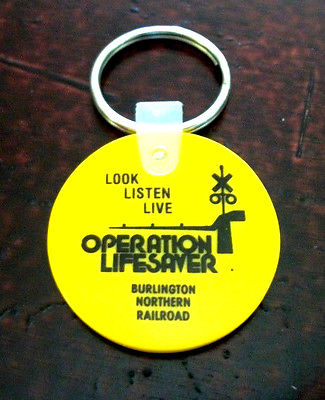 LOOK
LISTEN
LIVE
OPERATION
LIFESAVER
BURLINGTON
NORTHERN
RAILROAD